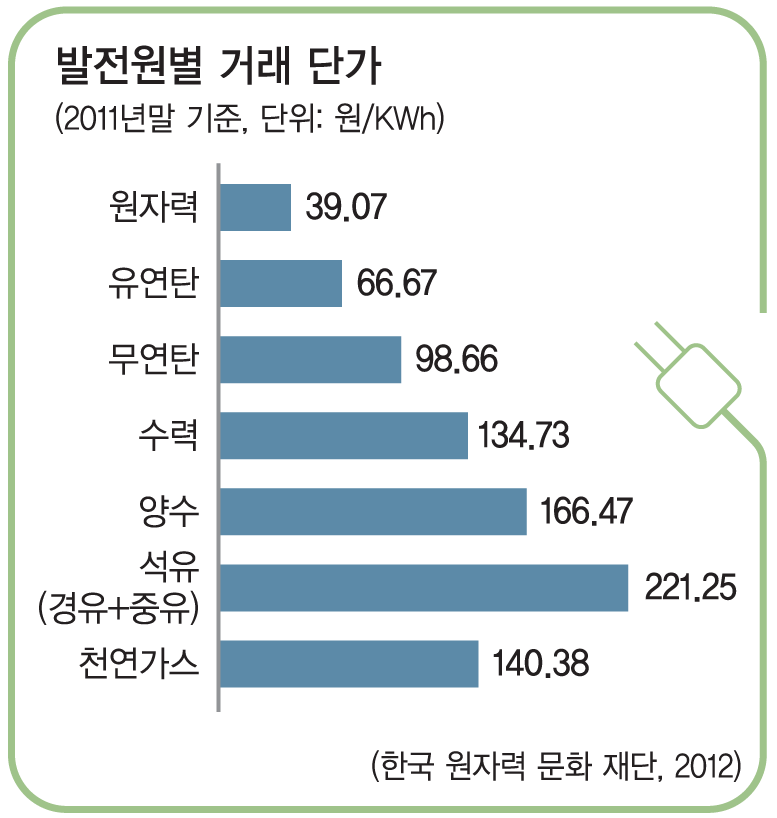 발전원별 거래 단가
(2011년말 기준, 단위: 원/KWh)
원자력 39.07
유연탄 66.67
무연탄 98.66
수력 134.73
양수 166.47
석유
(경유+중유) 221.25
천연가스 140.38
(한국 원자력 문화 재단, 2012)